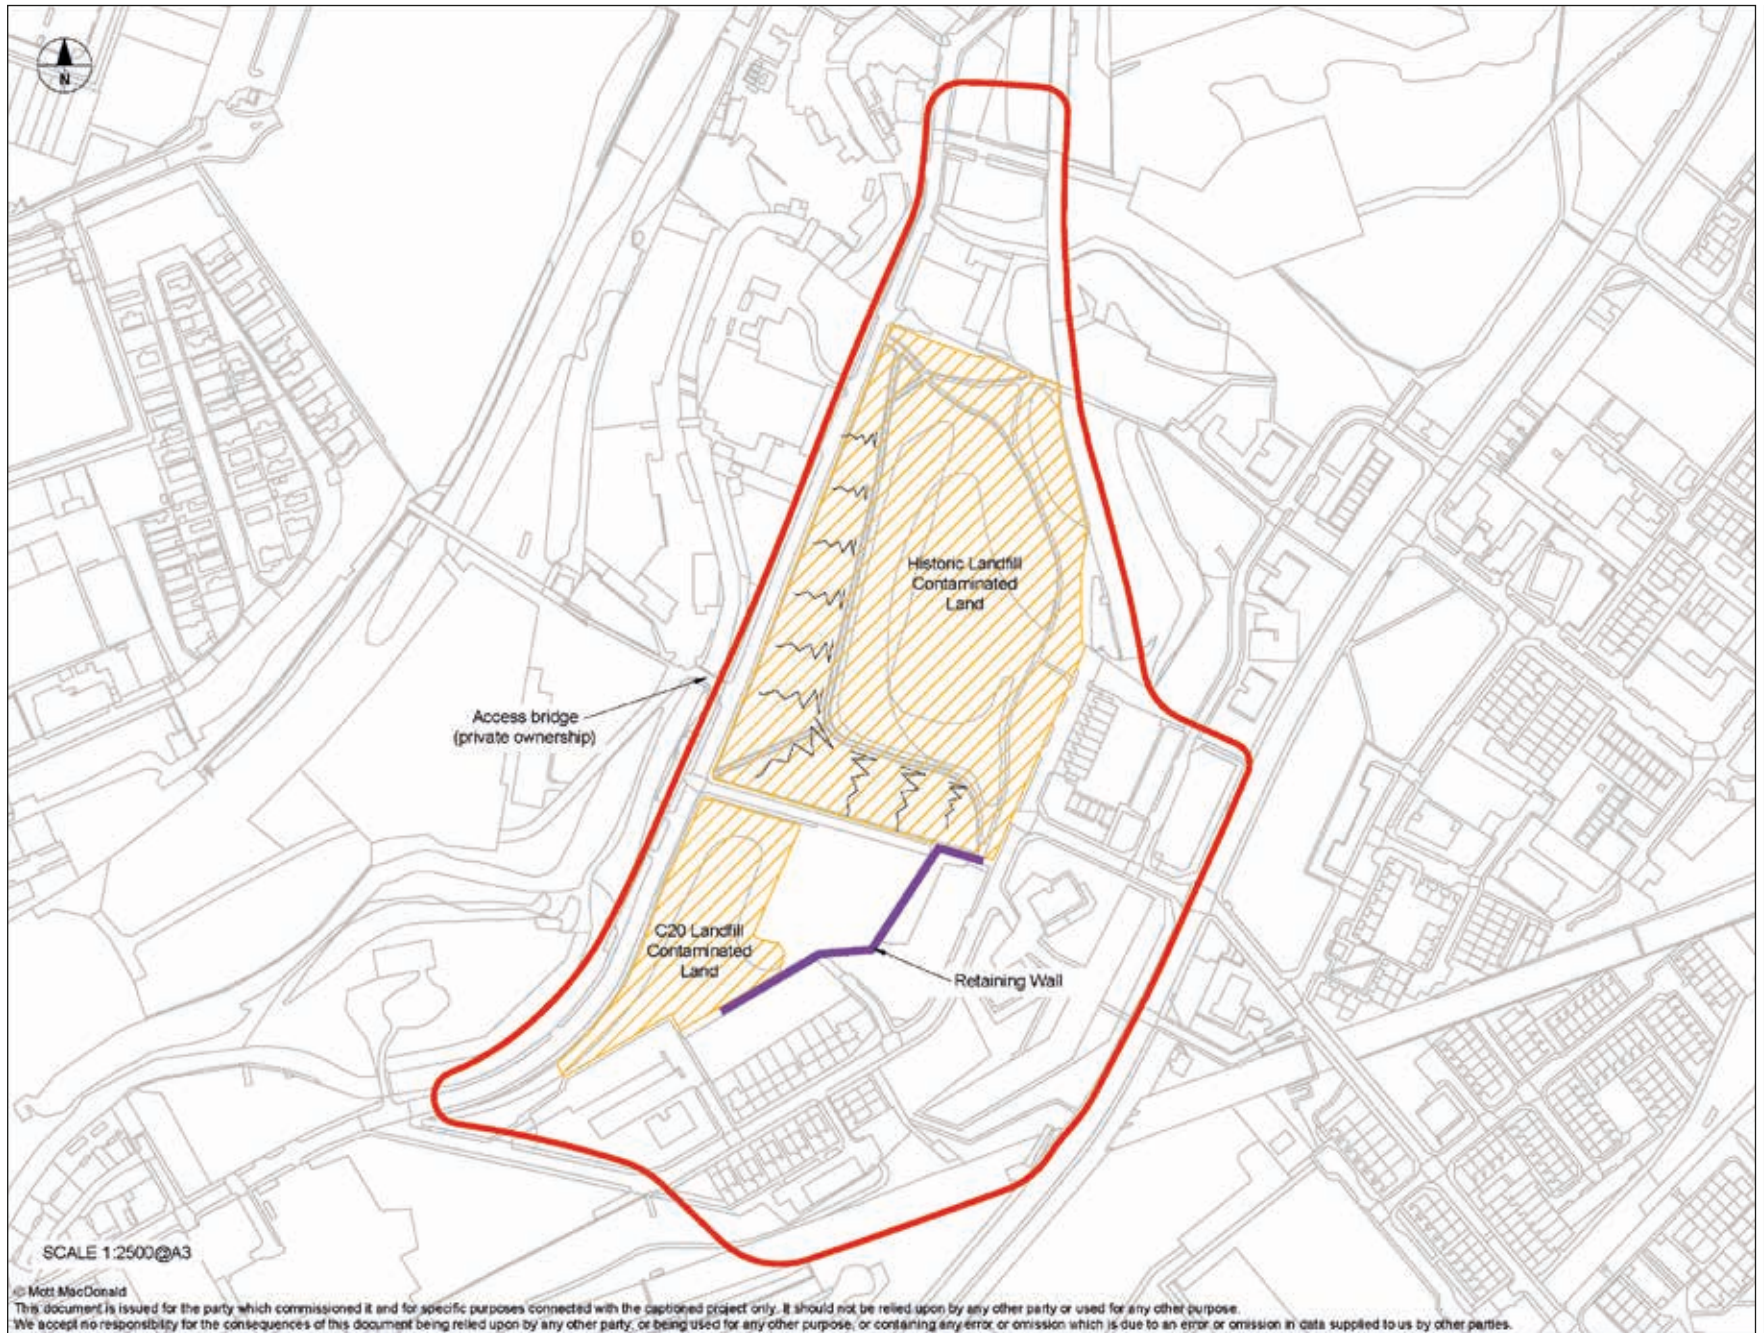 N
Historic Landfill
Contaminated
Land
Access bridge
(private ownership)
C20 Landfill
Contaminated
Land
Retaining Wall
SCALE 1:2500@A3
© Mott MacDonald
This document is issued for the party which commissioned it and for specific purposes connected with the captioned project only. It should not be relied upon by any other party or used for any other purpose.
We accept no responsibility for the consequences of this document being relied upon by any other party, or being used for any other purpose, or containing any error or omission which is due to an error or omission in data supplied to us by other parties.